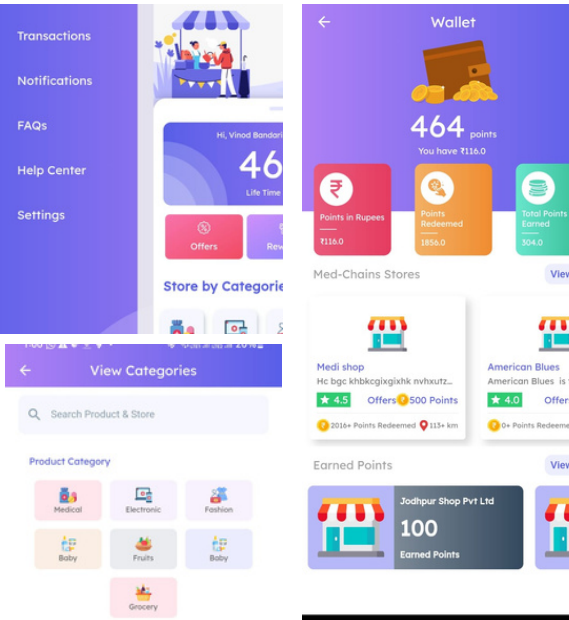 Transactions
Notifications
FAQs
Help Center
Settings
Hi, Vinod Bandari
46
Life Time
Offers
Store by Categorie
View Categories
Search Product & Store
Product Category
Medical
Electronic
Fashion
Baby
Fruits
Baby
Grocery
Wallet
464 points
You have ₹116.0
Points in Rupees
₹116.0
Points
Redeemed
1856.0
Total Points
Earned
304.0
Med-Chains Stores
View
Medi shop
Hc bgc khbkcgixgixhk nvhxutz...
★ 4.5 Offers 500 Points
2016+ Points Redeemed 113+ km
American Blues
American Blues is
★ 4.0 Offer
0+ Points Redeeme
Earned Points
View
Jodhpur Shop Pvt Ltd
100
Earned Points